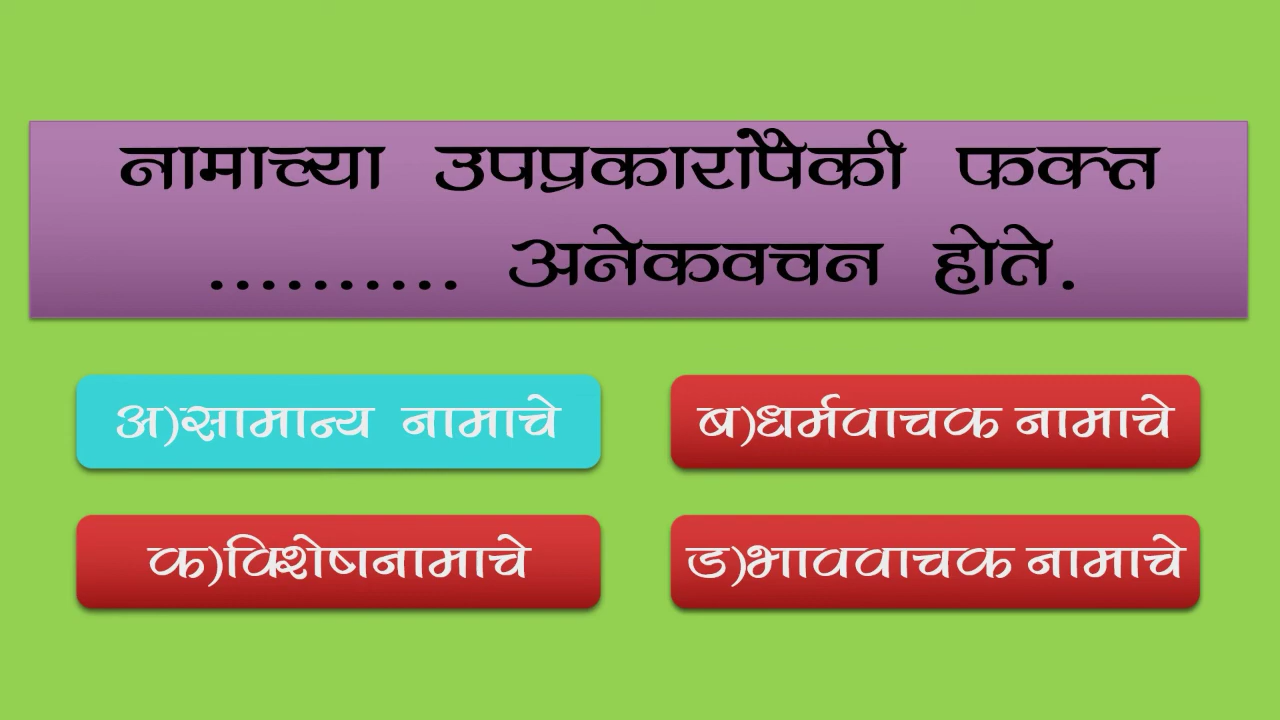 नामाच्या उपप्रकारांपैकी फक्त
.......... अनेकवचन होते.
अ)सामान्य नामाचे
ब)धर्मवाचक नामाचे
क)विशेषनामाचे
ड)भाववाचक नामाचे